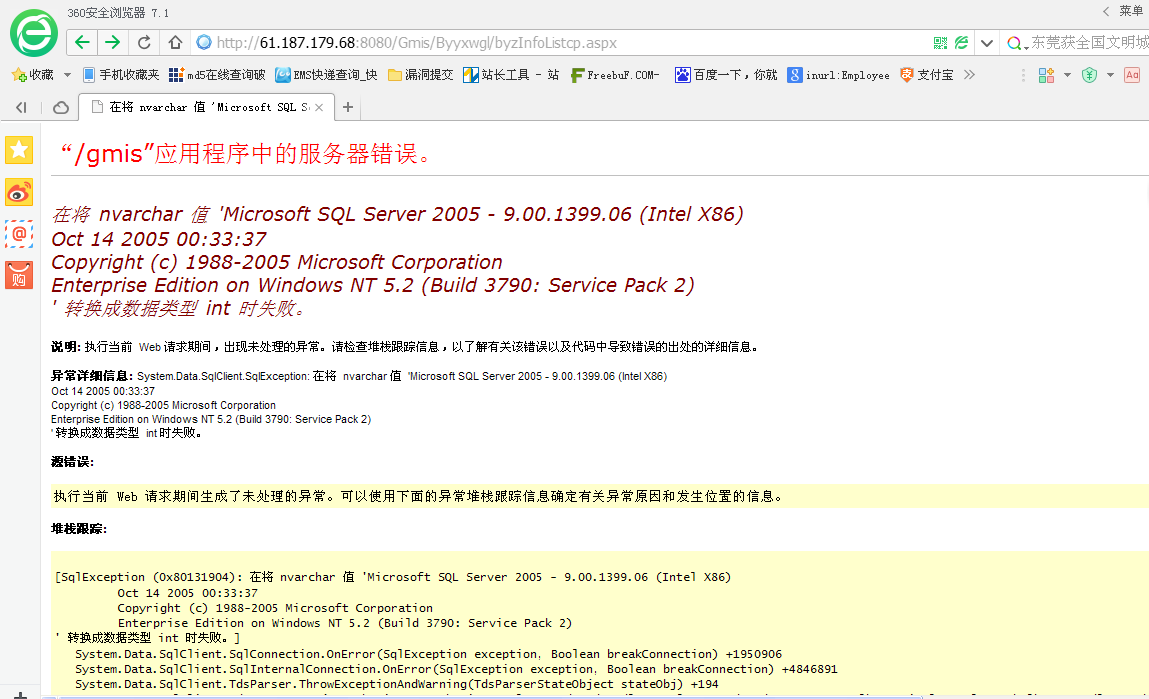 360安全浏览器 7.1
菜单
http://61.187.179.68:8080/Gmis/Byyxwgl/byzInfoListcp.aspx
东莞获全国文明城
收藏 手机收藏夹 md5在线查询破 EMS快递查询_快 漏洞提交 站长工具 - 站 FreebuF.COM- 百度一下，你就 inurl:Employee 支付宝
在将 nvarchar 值 'Microsoft SQL S
“/gmis”应用程序中的服务器错误。
在将 nvarchar 值 'Microsoft SQL Server 2005 - 9.00.1399.06 (Intel X86)
Oct 14 2005 00:33:37
Copyright (c) 1988-2005 Microsoft Corporation
Enterprise Edition on Windows NT 5.2 (Build 3790: Service Pack 2)
' 转换成数据类型 int 时失败。
说明: 执行当前 Web 请求期间，出现未处理的异常。请检查堆栈跟踪信息，以了解有关该错误以及代码中导致错误的出处的详细信息。
异常详细信息: System.Data.SqlClient.SqlException: 在将 nvarchar 值 'Microsoft SQL Server 2005 - 9.00.1399.06 (Intel X86)
Oct 14 2005 00:33:37
Copyright (c) 1988-2005 Microsoft Corporation
Enterprise Edition on Windows NT 5.2 (Build 3790: Service Pack 2)
' 转换成数据类型 int 时失败。
源错误:
执行当前 Web 请求期间生成了未处理的异常。可以使用下面的异常堆栈跟踪信息确定有关异常原因和发生位置的信息。
堆栈跟踪:
[SqlException (0x80131904): 在将 nvarchar 值 'Microsoft SQL Server 2005 - 9.00.1399.06 (Intel X86)
Oct 14 2005 00:33:37
Copyright (c) 1988-2005 Microsoft Corporation
Enterprise Edition on Windows NT 5.2 (Build 3790: Service Pack 2)
' 转换成数据类型 int 时失败。]
System.Data.SqlClient.SqlConnection.OnError(SqlException exception, Boolean breakConnection) +1950906
System.Data.SqlClient.SqlInternalConnection.OnError(SqlException exception, Boolean breakConnection) +4846891
System.Data.SqlClient.TdsParser.ThrowExceptionAndWarning(TdsParserStateObject stateObj) +194